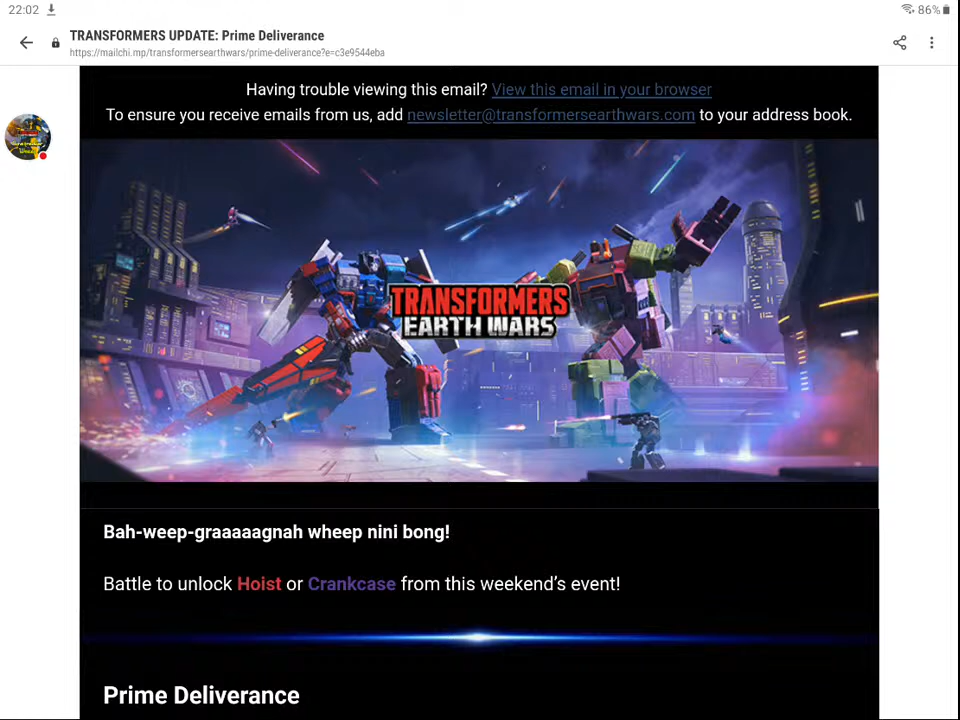 22:02
86%
TRANSFORMERS UPDATE: Prime Deliverance
https://mailchi.mp/transformersearthwars/prime-deliverance?e=c3e9544eba
Having trouble viewing this email? View this email in your browser
To ensure you receive emails from us, add newsletter@transformersearthwars.com to your address book.
TRANSFORMERS
EARTH WARS
Bah-weep-graaaaagnah wheep nini bong!
Battle to unlock Hoist or Crankcase from this weekend’s event!
Prime Deliverance